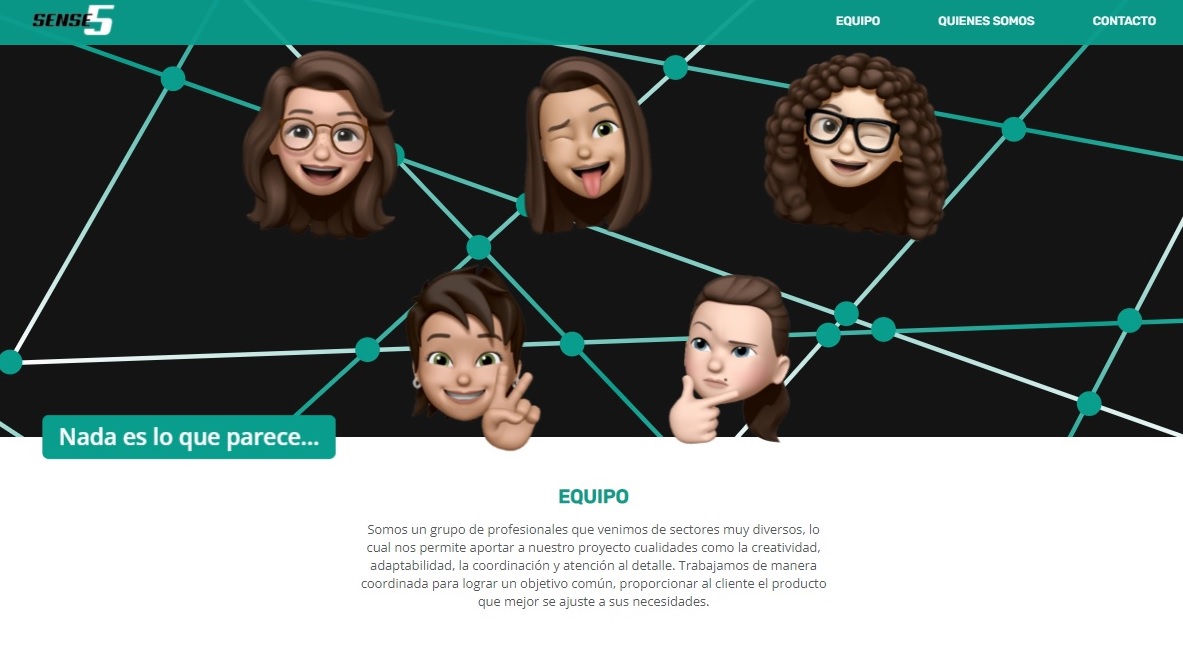 SENSE5
EQUIPO
QUIENES SOMOS
CONTACTO
Nada es lo que parece...
EQUIPO
Somos un grupo de profesionales que venimos de sectores muy diversos, lo
cual nos permite aportar a nuestro proyecto cualidades como la creatividad,
adaptabilidad, la coordinación y atención al detalle. Trabajamos de manera
coordinada para lograr un objetivo común, proporcionar al cliente el producto
que mejor se ajuste a sus necesidades.